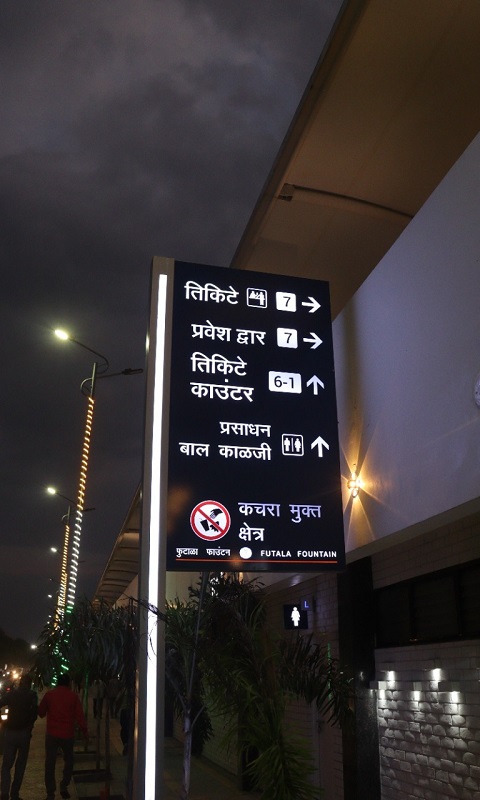 तिकिटे 7
प्रवेश द्वार 7
तिकिटे
काउंटर 6-1
प्रसाधन
बाल काळजी
कचरा मुक्त
क्षेत्र
फुटाळा फाउंटन FUTALA FOUNTAIN
L